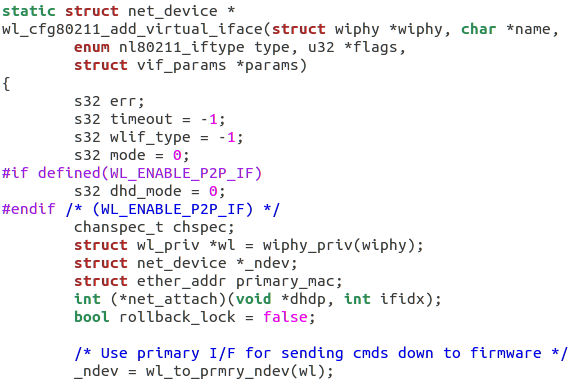 static struct net_device *
wl_cfg80211_add_virtual_iface(struct wiphy *wiphy, char *name,
        enum nl80211_iftype type, u32 *flags,
        struct vif_params *params)
{
        s32 err;
        s32 timeout = -1;
        s32 wlif_type = -1;
        s32 mode = 0;
#if defined(WL_ENABLE_P2P_IF)
        s32 dhd_mode = 0;
#endif /* (WL_ENABLE_P2P_IF) */
        chanspec_t chspec;
        struct wl_priv *wl = wiphy_priv(wiphy);
        struct net_device *_ndev;
        struct ether_addr primary_mac;
        int (*net_attach)(void *dhdp, int ifidx);
        bool rollback_lock = false;

        /* Use primary I/F for sending cmds down to firmware */
        _ndev = wl_to_prmry_ndev(wl);